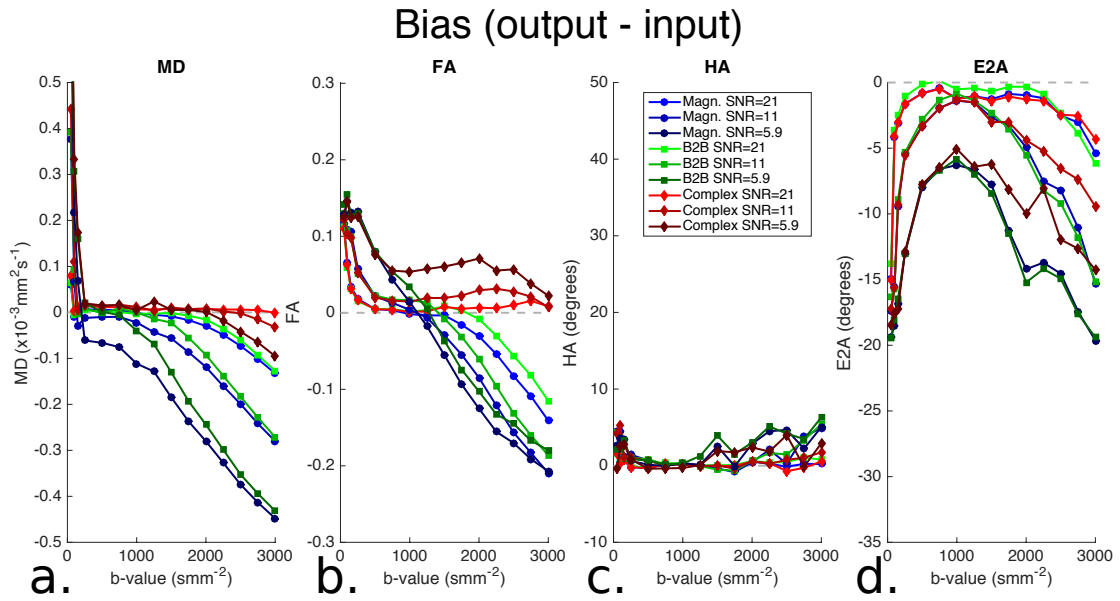 Bias (output - input)
MD
FA
HA
E2A
0.5
0.4
0.3
0.2
0.1
0
-0.1
-0.2
-0.3
-0.4
-0.5
MD (x10⁻³mm²s⁻¹)
0 1000 2000 3000
b-value (smm⁻²)
a.
0.3
0.2
0.1
0
-0.1
-0.2
-0.3
FA
0 1000 2000 3000
b-value (smm⁻²)
b.
50
40
30
20
10
0
-10
HA (degrees)
Magn. SNR=21
Magn. SNR=11
Magn. SNR=5.9
B2B SNR=21
B2B SNR=11
B2B SNR=5.9
Complex SNR=21
Complex SNR=11
Complex SNR=5.9
0 1000 2000 3000
b-value (smm⁻²)
c.
0
-5
-10
-15
-20
-25
-30
-35
E2A (degrees)
0 1000 2000 3000
b-value (smm⁻²)
d.